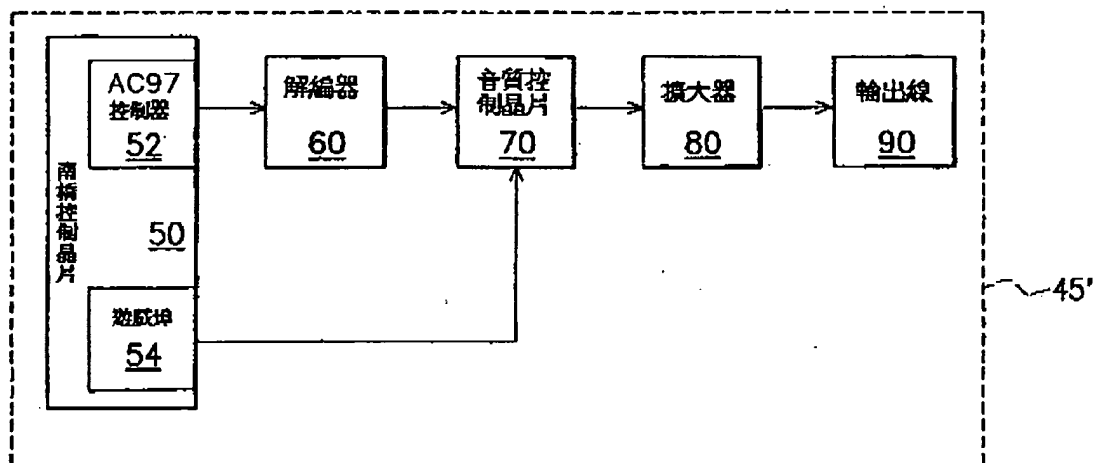 南橋控制晶片
50
AC97
控制器
52
遊戲埠
54
解編器
60
音質控
制晶片
70
擴大器
80
輸出線
90
45'